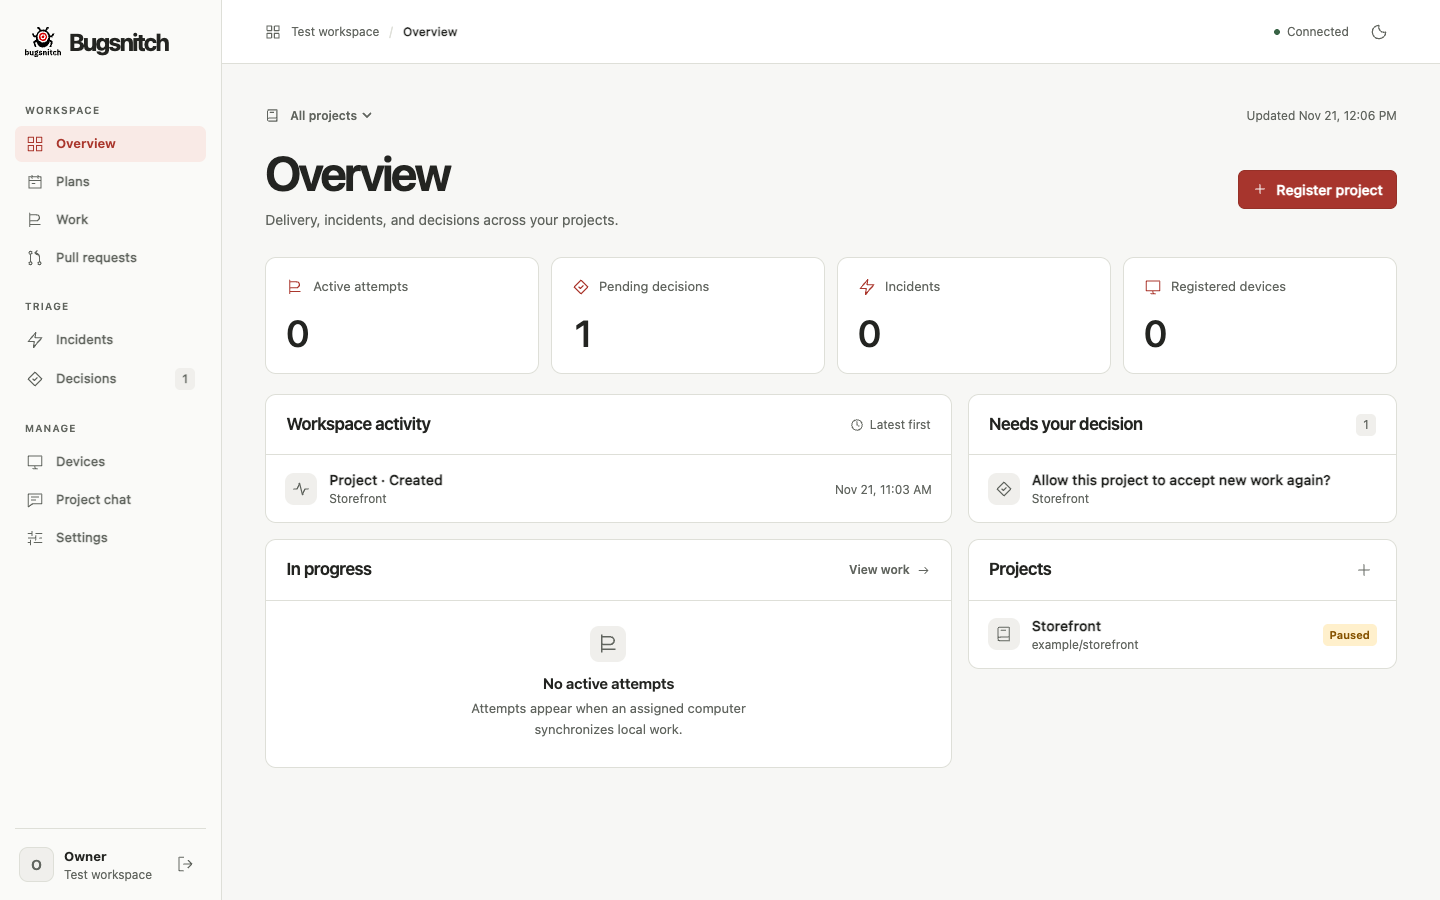 bugsnitch
Bugsnitch
WORKSPACE
Overview
Plans
Work
Pull requests
TRIAGE
Incidents
Decisions 1
MANAGE
Devices
Project chat
Settings
O
Owner
Test workspace
Test workspace / Overview
Connected
All projects
Updated Nov 21, 12:06 PM
Overview
Delivery, incidents, and decisions across your projects.
+ Register project
Active attempts
0
Pending decisions
1
Incidents
0
Registered devices
0
Workspace activity
Latest first
Project · Created
Storefront
Nov 21, 11:03 AM
Needs your decision
1
Allow this project to accept new work again?
Storefront
In progress
View work →
No active attempts
Attempts appear when an assigned computer
synchronizes local work.
Projects
+
Storefront
example/storefront
Paused